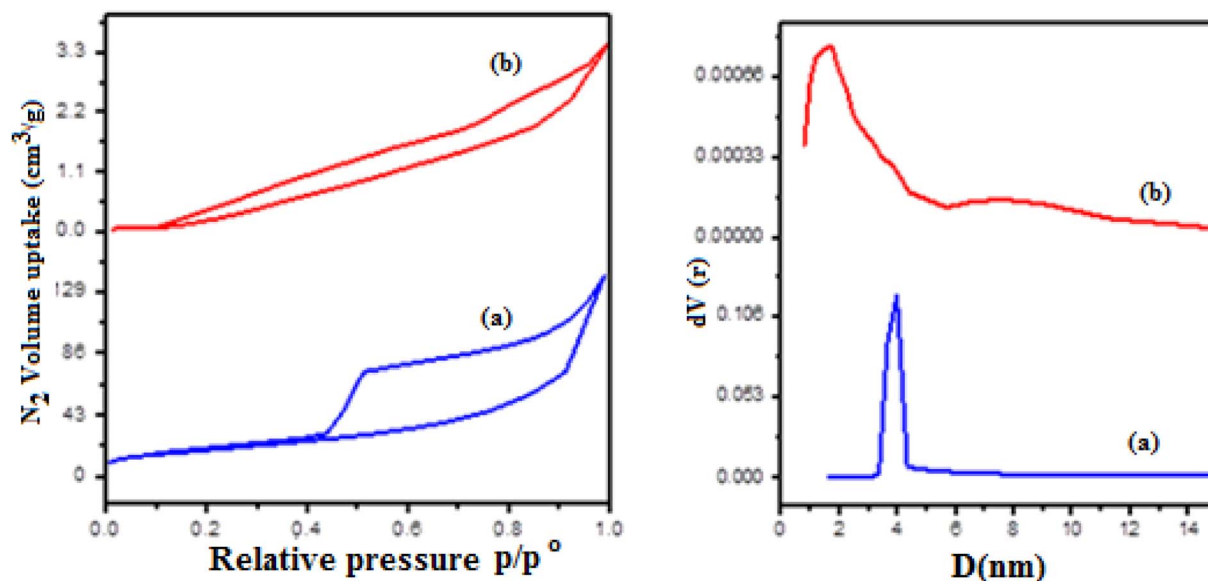 N2 Volume uptake (cm3/g)
3.3
2.2
1.1
0.0
129
86
43
0
(b)
(a)
0.0 0.2 0.4 0.6 0.8 1.0
Relative pressure p/p o
dV (r)
0.00066
0.00033
0.00000
0.106
0.053
0.000
(b)
(a)
0 2 4 6 8 10 12 14
D(nm)